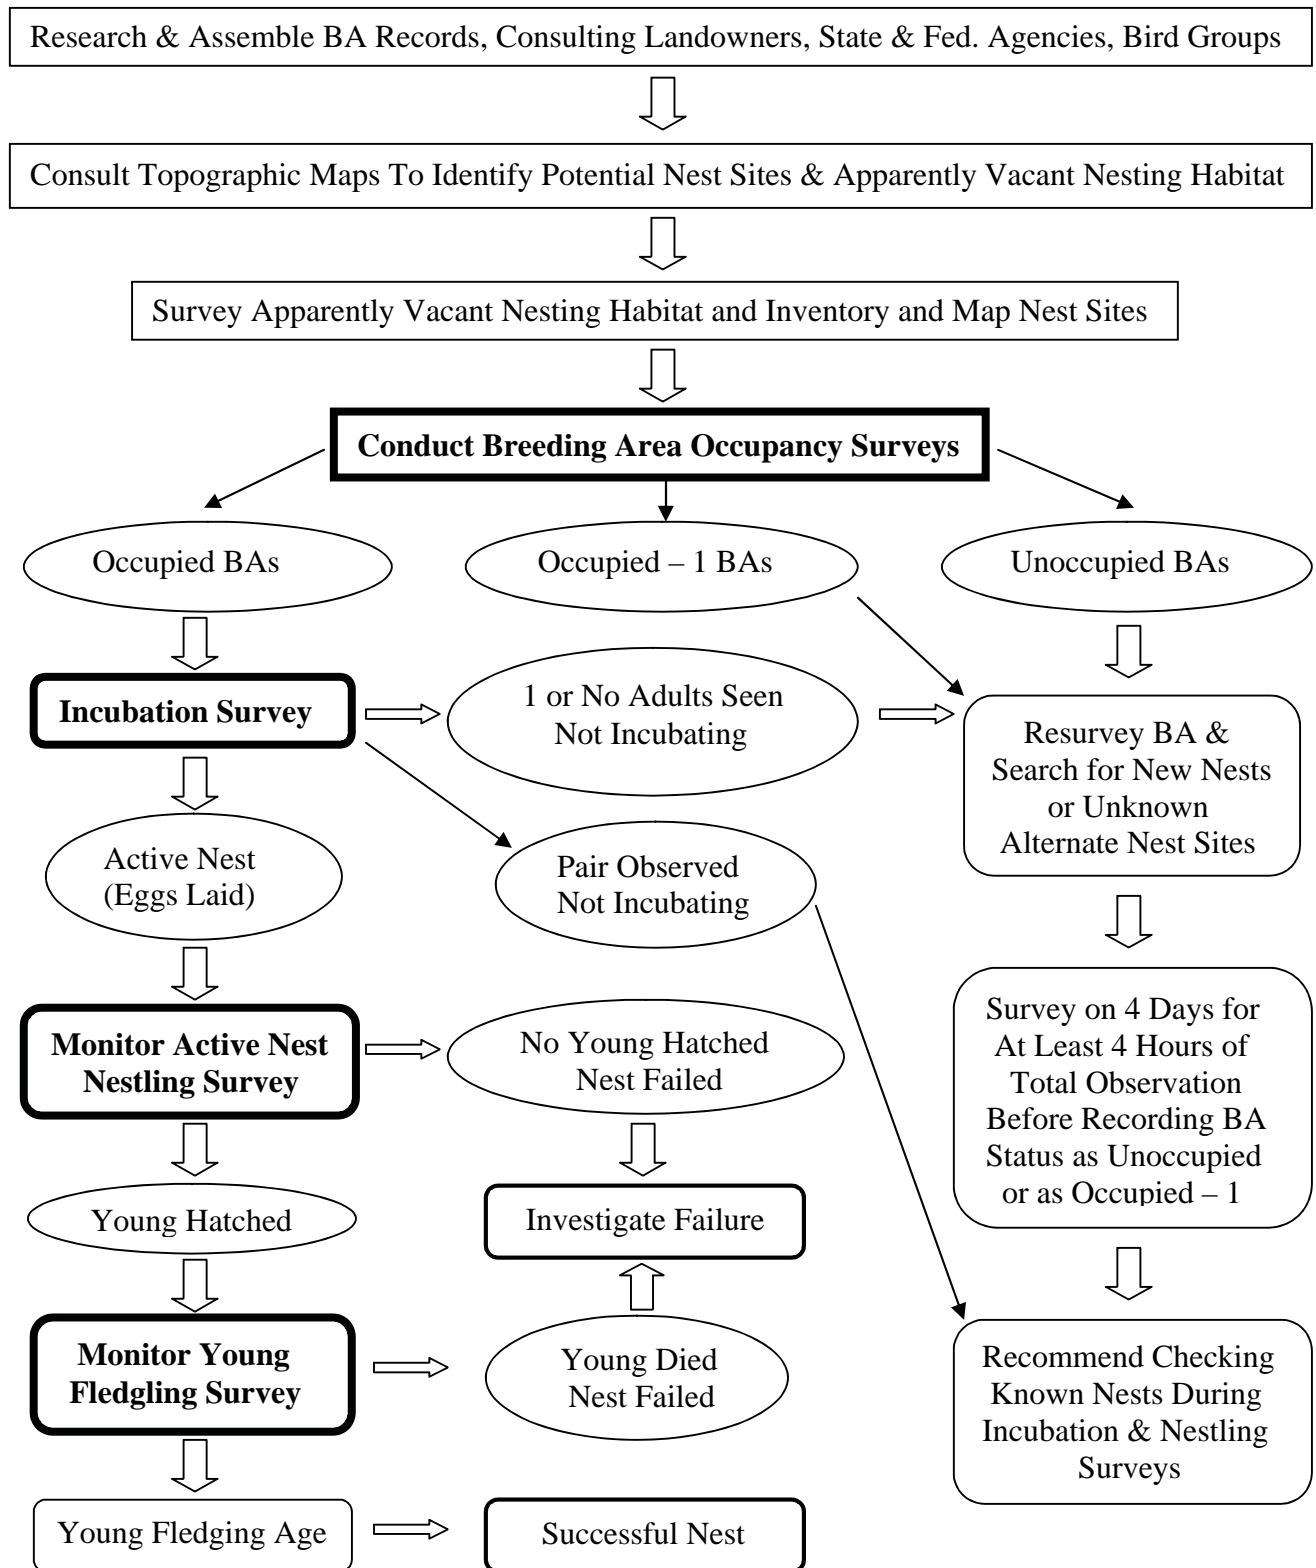 Research & Assemble BA Records, Consulting Landowners, State & Fed. Agencies, Bird Groups
Consult Topographic Maps To Identify Potential Nest Sites & Apparently Vacant Nesting Habitat
Survey Apparently Vacant Nesting Habitat and Inventory and Map Nest Sites
Conduct Breeding Area Occupancy Surveys
Occupied BAs
Occupied – 1 BAs
Unoccupied BAs
Incubation Survey
1 or No Adults Seen
Not Incubating
Resurvey BA &
Search for New Nests
or Unknown
Alternate Nest Sites
Active Nest
(Eggs Laid)
Pair Observed
Not Incubating
Monitor Active Nest
Nestling Survey
No Young Hatched
Nest Failed
Survey on 4 Days for
At Least 4 Hours of
Total Observation
Before Recording BA
Status as Unoccupied
or as Occupied – 1
Young Hatched
Investigate Failure
Monitor Young
Fledgling Survey
Young Died
Nest Failed
Recommend Checking
Known Nests During
Incubation & Nestling
Surveys
Young Fledging Age
Successful Nest